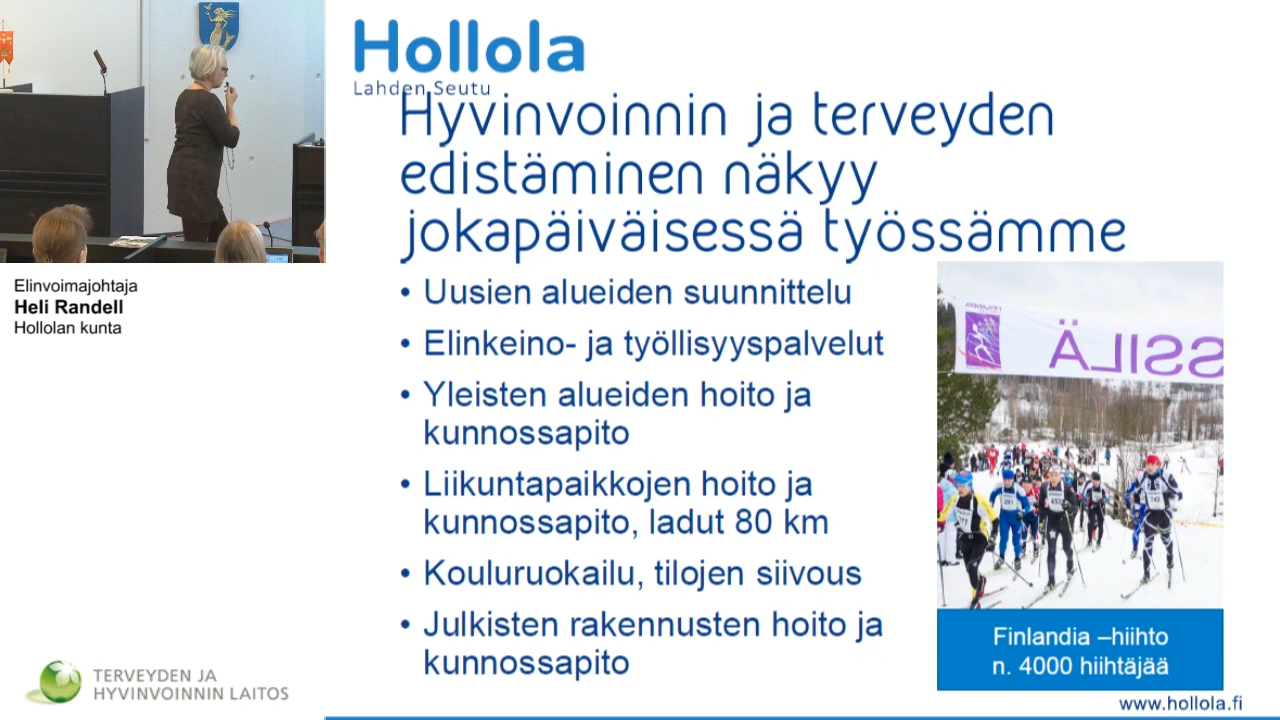 Hollola
Lahden Seutu
Hyvinvoinnin ja terveyden
edistäminen näkyy
jokapäiväisessä työssämme
• Uusien alueiden suunnittelu
• Elinkeino- ja työllisyyspalvelut
• Yleisten alueiden hoito ja
kunnossapito
• Liikuntapaikkojen hoito ja
kunnossapito, ladut 80 km
• Kouluruokailu, tilojen siivous
• Julkisten rakennusten hoito ja
kunnossapito
SSILÄ
Finlandia –hiihto
n. 4000 hiihtäjää
www.hollola.fi
Elinvoimajohtaja
Heli Randell
Hollolan kunta
TERVEYDEN JA
HYVINVOINNIN LAITOS